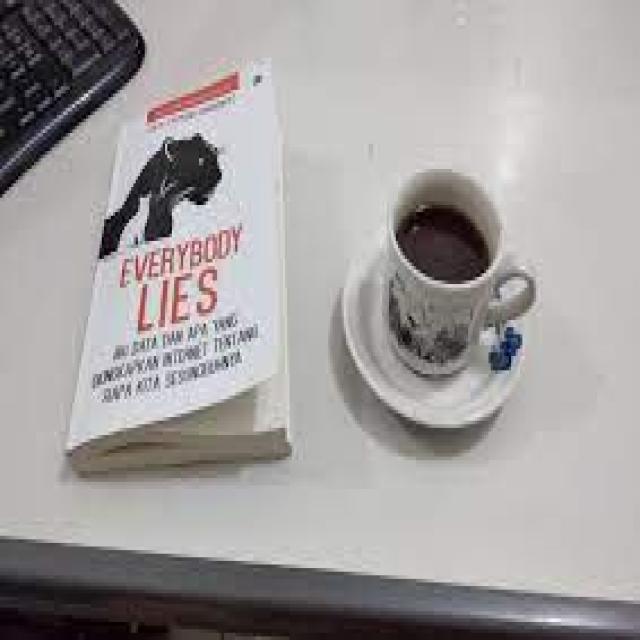 EVERYBODY
LIES
BIG DATA DAN APA YANG
DIUNGKAPKAN INTERNET TENTANG
SIAPA KITA SESUNGGUHNYA